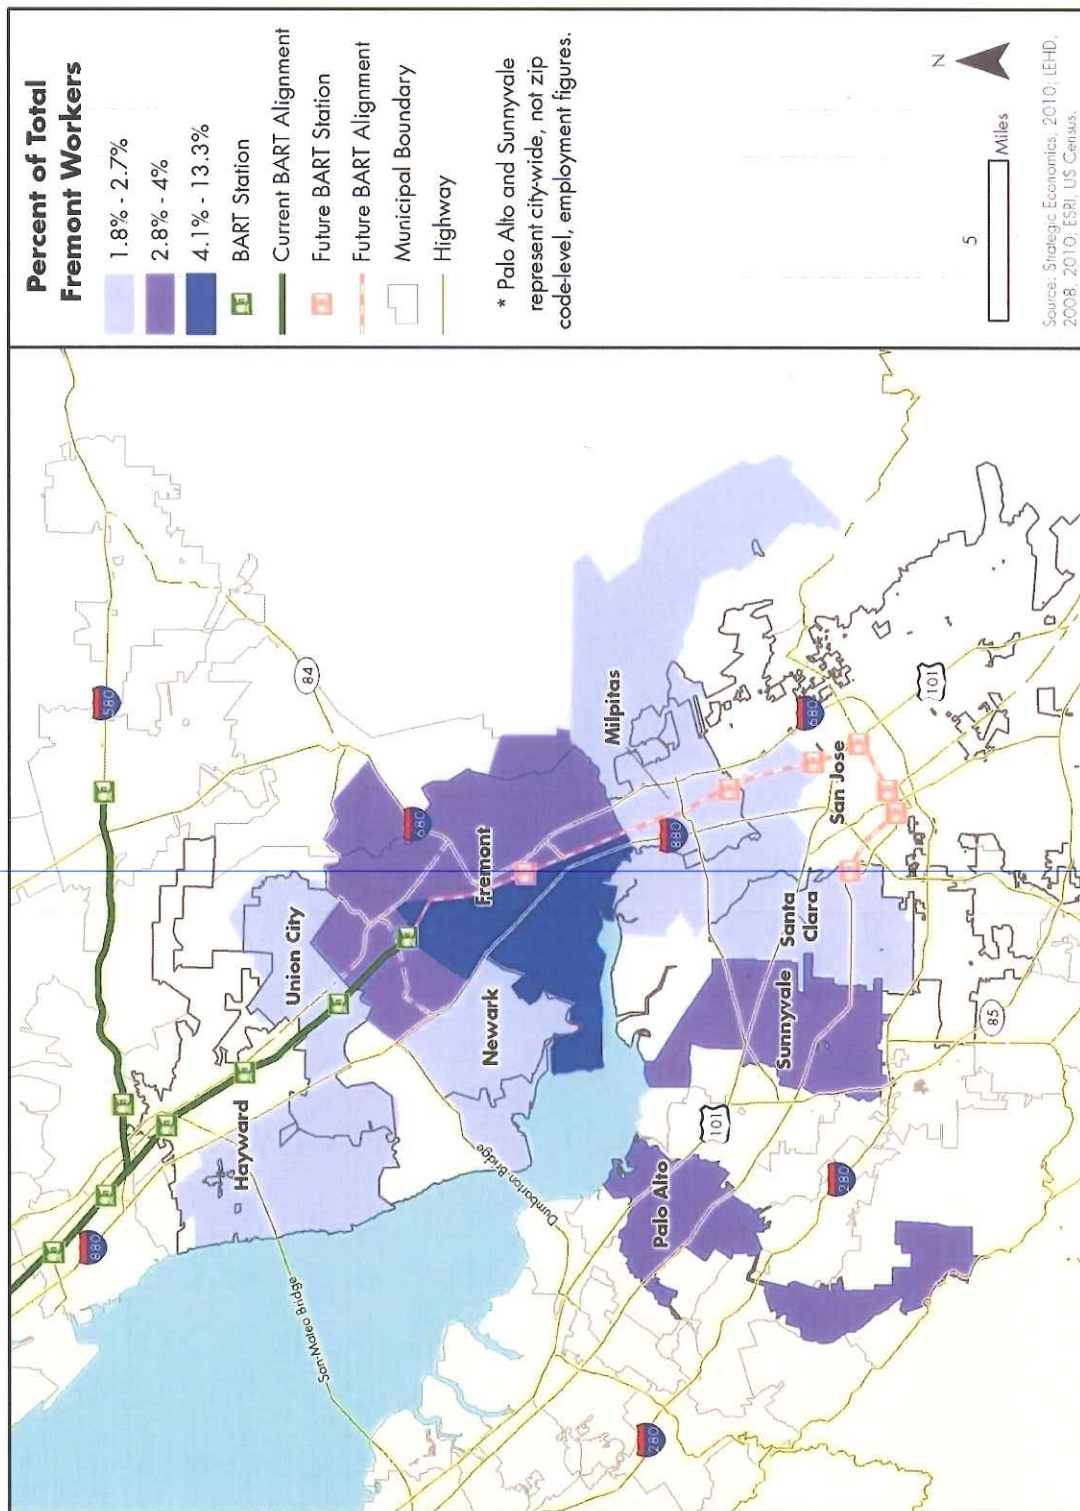 Percent of Total
Fremont Workers
1.8% - 2.7%
2.8% - 4%
4.1% - 13.3%
BART Station
Current BART Alignment
Future BART Station
Future BART Alignment
Municipal Boundary
Highway
* Palo Alto and Sunnyvale
represent city-wide, not zip
code-level, employment figures.
N
5
Miles
Source: Strategic Economics, 2010; LEHD,
2008, 2010; ESRI, US Census.
580
84
680
880
Hayward
Union City
Fremont
Newark
Milpitas
San Mateo Bridge
Dumbarton Bridge
880
680
101
San Jose
Santa
Clara
Sunnyvale
Palo Alto
101
85
280
280